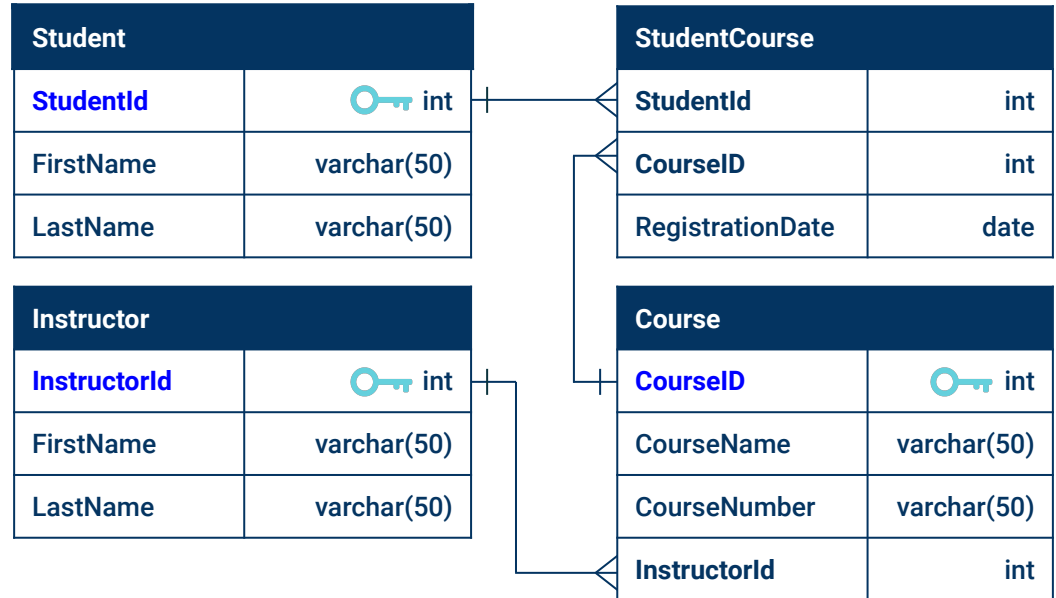 Student
StudentId int
FirstName varchar(50)
LastName varchar(50)
StudentCourse
StudentId int
CourseID int
RegistrationDate date
Instructor
InstructorId int
FirstName varchar(50)
LastName varchar(50)
Course
CourseID int
CourseName varchar(50)
CourseNumber varchar(50)
InstructorId int